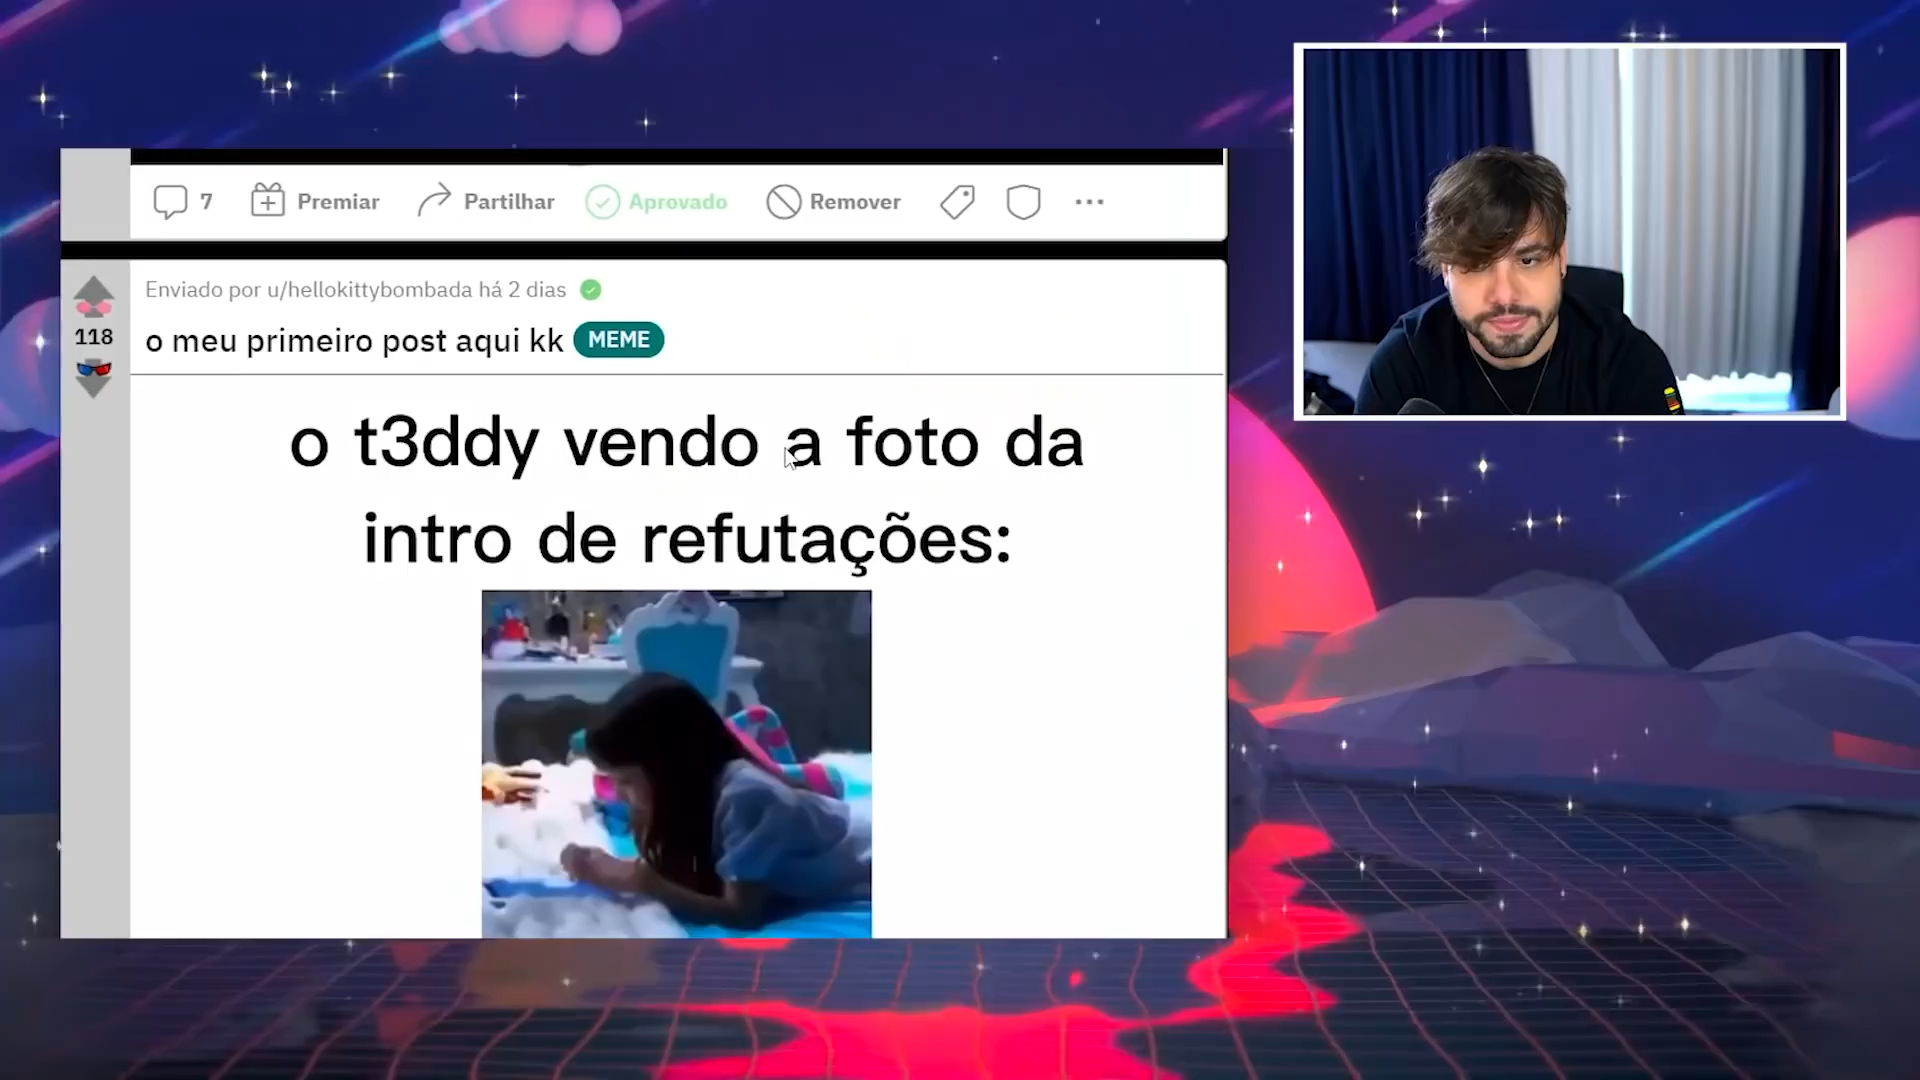 7 Premiar Partilhar Aprovado Remover
Enviado por u/hellokittybombada há 2 dias
118
o meu primeiro post aqui kk MEME
o t3ddy vendo a foto da
intro de refutações: